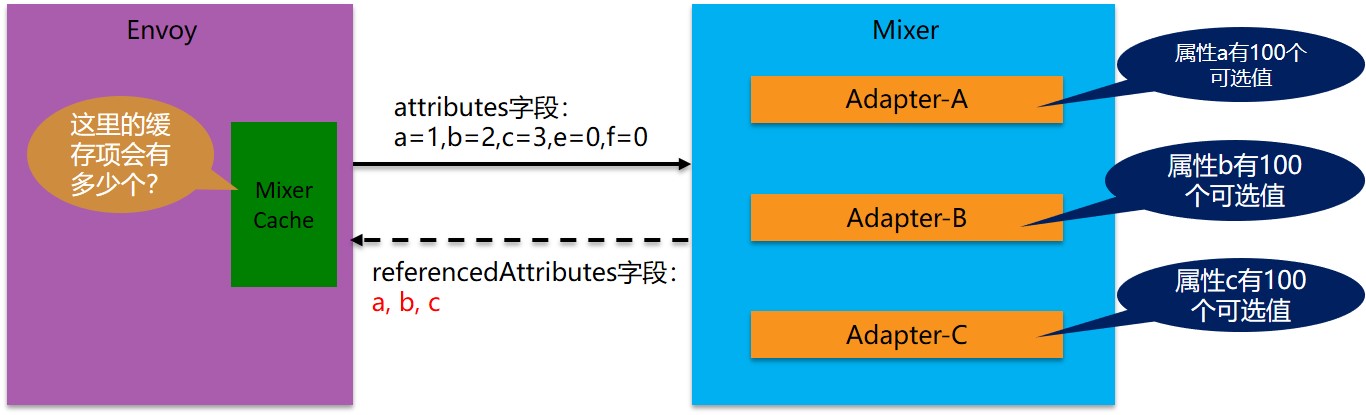 Envoy
这里的缓
存项会有
多少个？
Mixer
Cache
attributes字段：
a=1,b=2,c=3,e=0,f=0
referencedAttributes字段：
a, b, c
Mixer
Adapter-A
Adapter-B
Adapter-C
属性a有100个
可选值
属性b有100
个可选值
属性c有100
个可选值